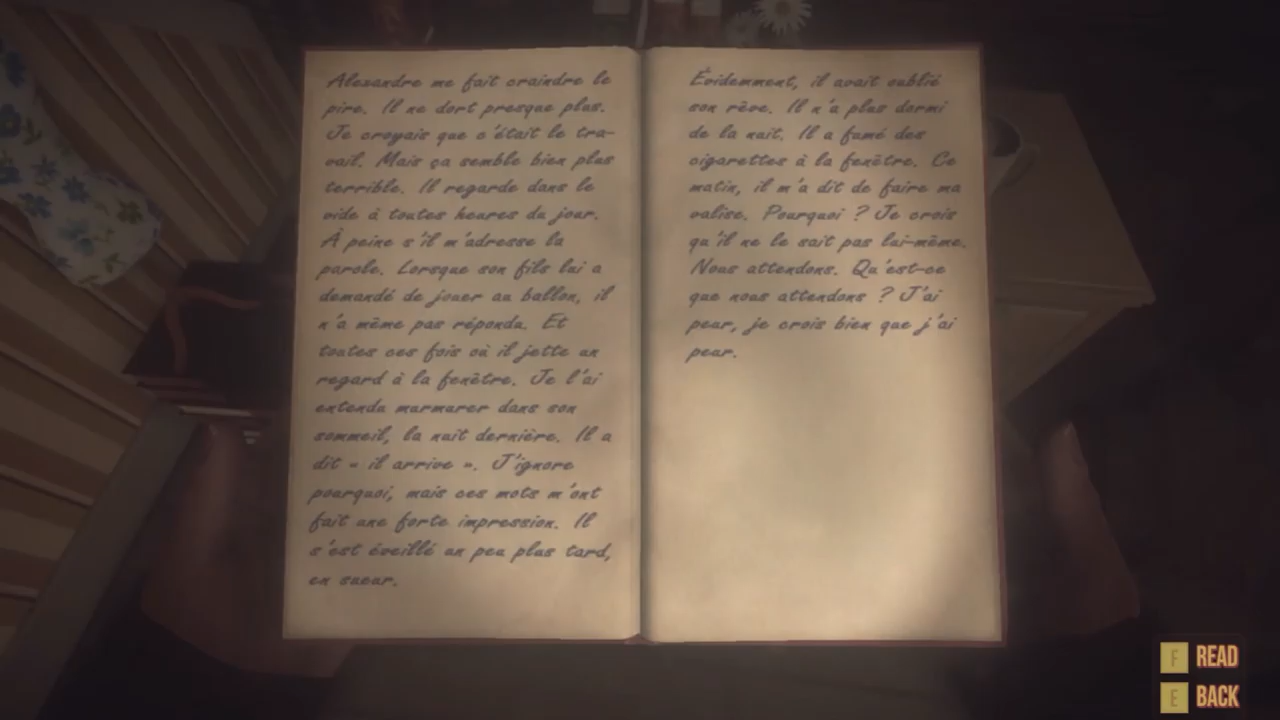 Alexandre me fait craindre le
pire. Il ne dort presque plus.
Je croyais que c'était le tra-
vail. Mais ça semble bien plus
terrible. Il regarde dans le
vide à toutes heures du jour.
À peine s'il m'adresse la
parole. Lorsque son fils lui a
demandé de jouer au ballon, il
n'a même pas répondu. Et
toutes ces fois où il jette un
regard à la fenêtre. Je l'ai
entendu murmurer dans son
sommeil, la nuit dernière. Il a
dit « il arrive ». J'ignore
pourquoi, mais ces mots m'ont
fait une forte impression. Il
s'est éveillé un peu plus tard,
en sueur.
Évidemment, il avait oublié
son rêve. Il n'a plus dormi
de la nuit. Il a fumé des
cigarettes à la fenêtre. Ce
matin, il m'a dit de faire ma
valise. Pourquoi ? Je crois
qu'il ne le sait pas lui-même.
Nous attendons. Qu'est-ce
que nous attendons ? J'ai
peur, je crois bien que j'ai
peur.
F READ
E BACK